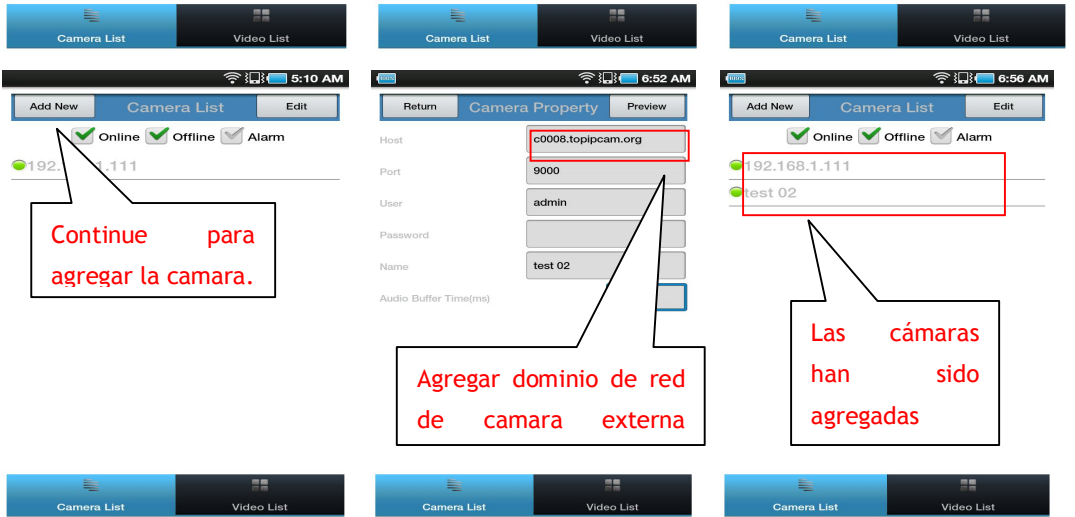 Camera List
Video List
Camera List
Video List
Camera List
Video List
5:10 AM
Add New
Camera List
Edit
Online
Offline
Alarm
192.
1.111
Continue para
agregar la camara.
100%
6:52 AM
Return
Camera Property
Preview
Host
c0008.topipcam.org
Port
9000
User
admin
Password
Name
test 02
Audio Buffer Time(ms)
Agregar dominio de red
de camara externa
100%
6:56 AM
Add New
Camera List
Edit
Online
Offline
Alarm
192.168.1.111
test 02
Las cámaras
han sido
agregadas
Camera List
Video List
Camera List
Video List
Camera List
Video List